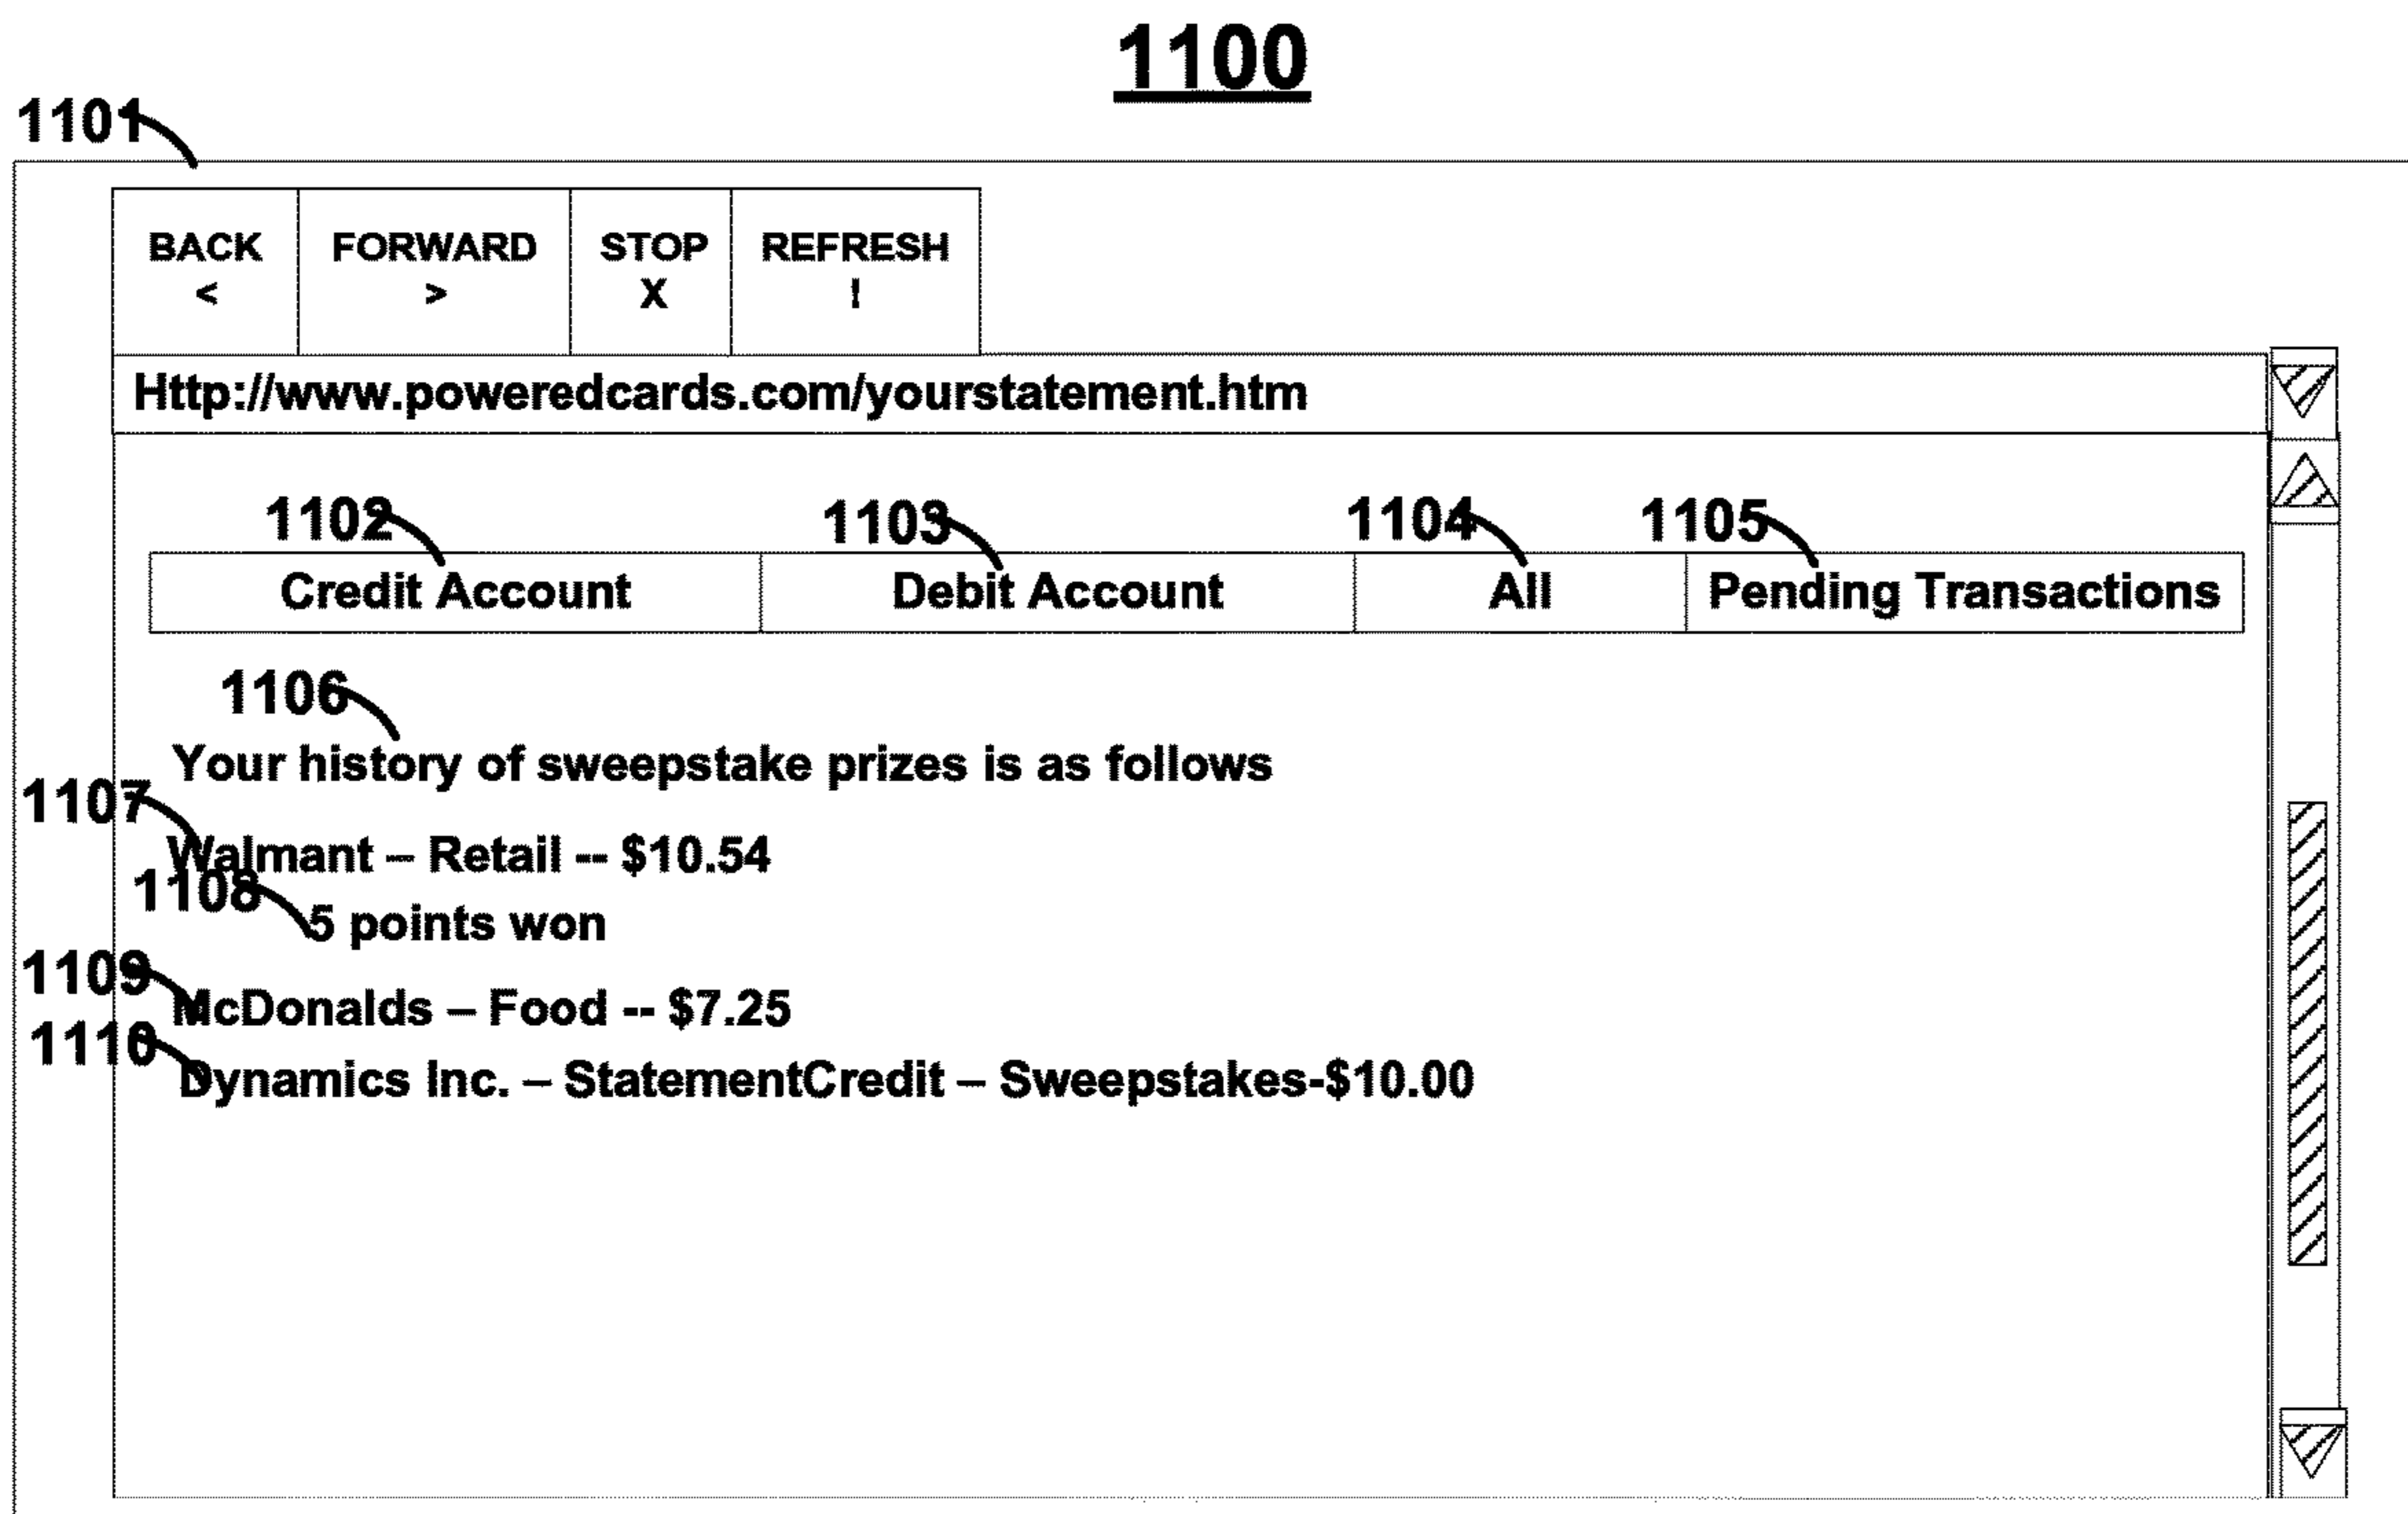 1100
1101
BACK FORWARD STOP REFRESH
< > X !
Http://www.poweredcards.com/yourstatement.htm
1102 1103 1104 1105
Credit Account Debit Account All Pending Transactions
1106
Your history of sweepstake prizes is as follows
1107
Walmant – Retail -- $10.54
1108
5 points won
1109
McDonalds – Food -- $7.25
1110
Dynamics Inc. – StatementCredit – Sweepstakes-$10.00